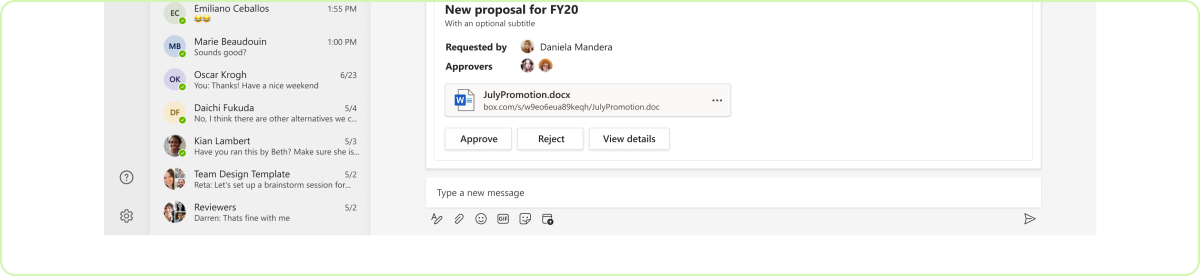 EC
Emiliano Ceballos
1:55 PM
😂😂
MB
Marie Beaudouin
1:00 PM
Sounds good?
OK
Oscar Krogh
6/23
You: Thanks! Have a nice weekend
DF
Daichi Fukuda
5/4
No, I think there are other alternatives we c...
Kian Lambert
5/3
Have you ran this by Beth? Make sure she is...
Team Design Template
5/2
Reta: Let's set up a brainstorm session for...
Reviewers
5/2
Darren: Thats fine with me
New proposal for FY20
With an optional subtitle
Requested by
Daniela Mandera
Approvers
W
JulyPromotion.docx
box.com/s/w9eo6eua89keqh/JulyPromotion.doc
Approve
Reject
View details
Type a new message
GIF